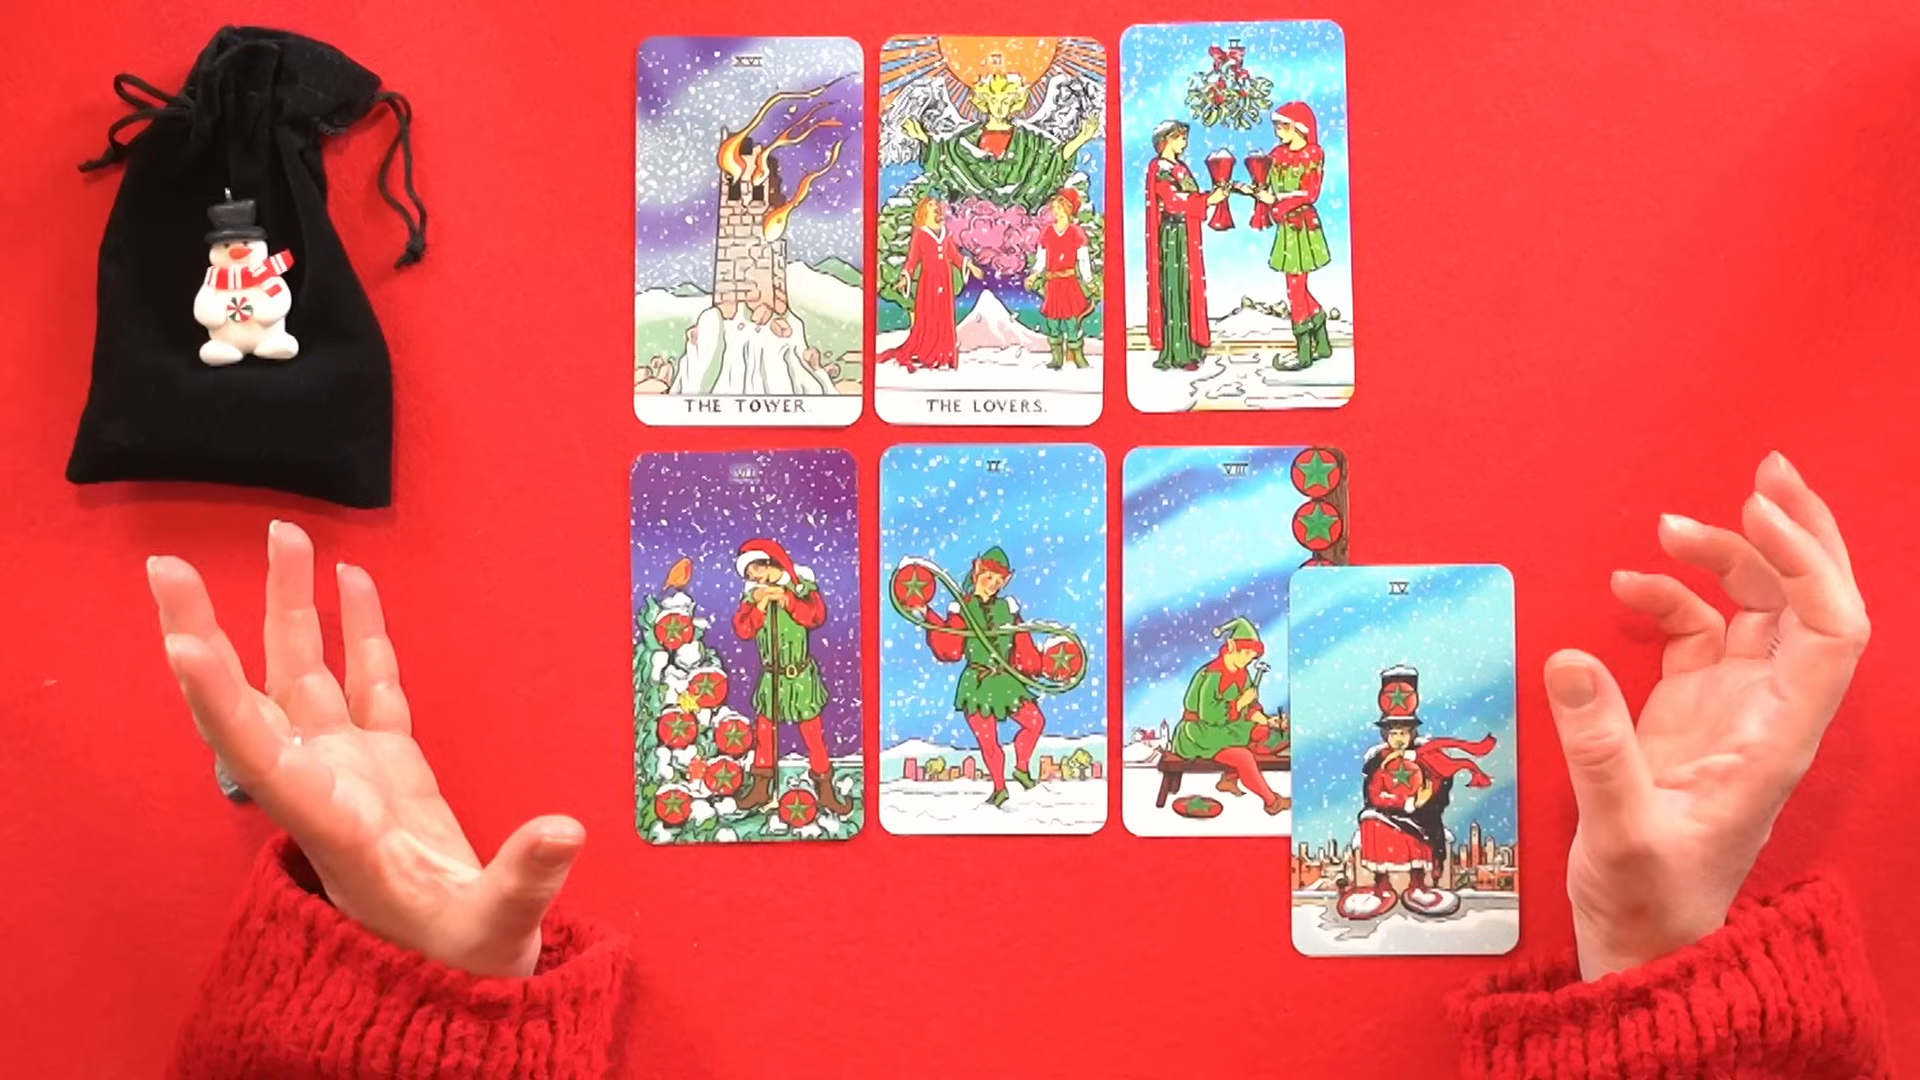 XVI
VI
II
THE TOWER.
THE LOVERS.
VII
II
VIII
IV